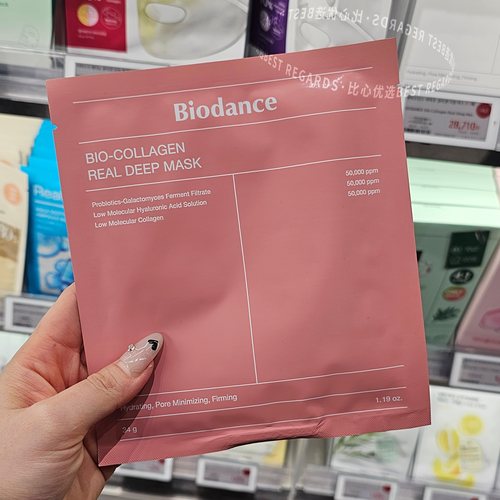 BEST REGARDS · 比心优选BEST REGARDS
Biodance
BIO-COLLAGEN
REAL DEEP MASK
Probiotics-Galactomyces Ferment Filtrate 50,000 ppm
Low Molecular Hyaluronic Acid Solution 50,000 ppm
Low Molecular Collagen 50,000 ppm
Hydrating, Pore Minimizing, Firming
34 g 1.19 oz.
28,710